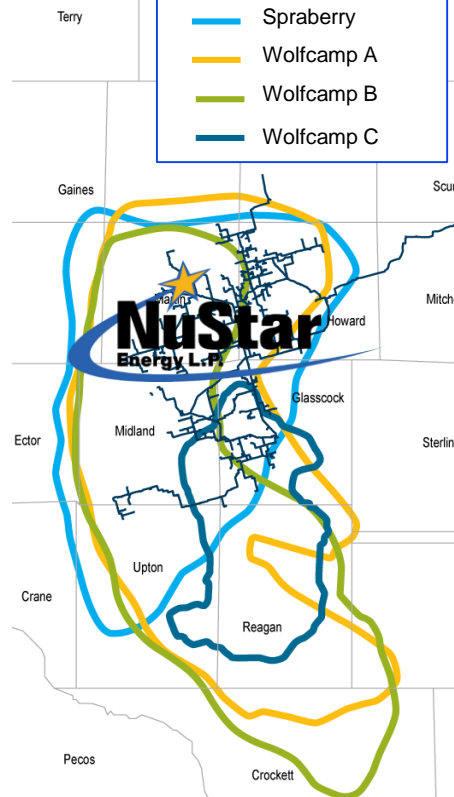 Terry
Spraberry
Wolfcamp A
Wolfcamp B
Wolfcamp C
Gaines
Scur
Martin
NuStar
Energy L.P.
Howard
Mitche
Glasscock
Ector
Midland
Sterlin
Upton
Crane
Reagan
Pecos
Crockett